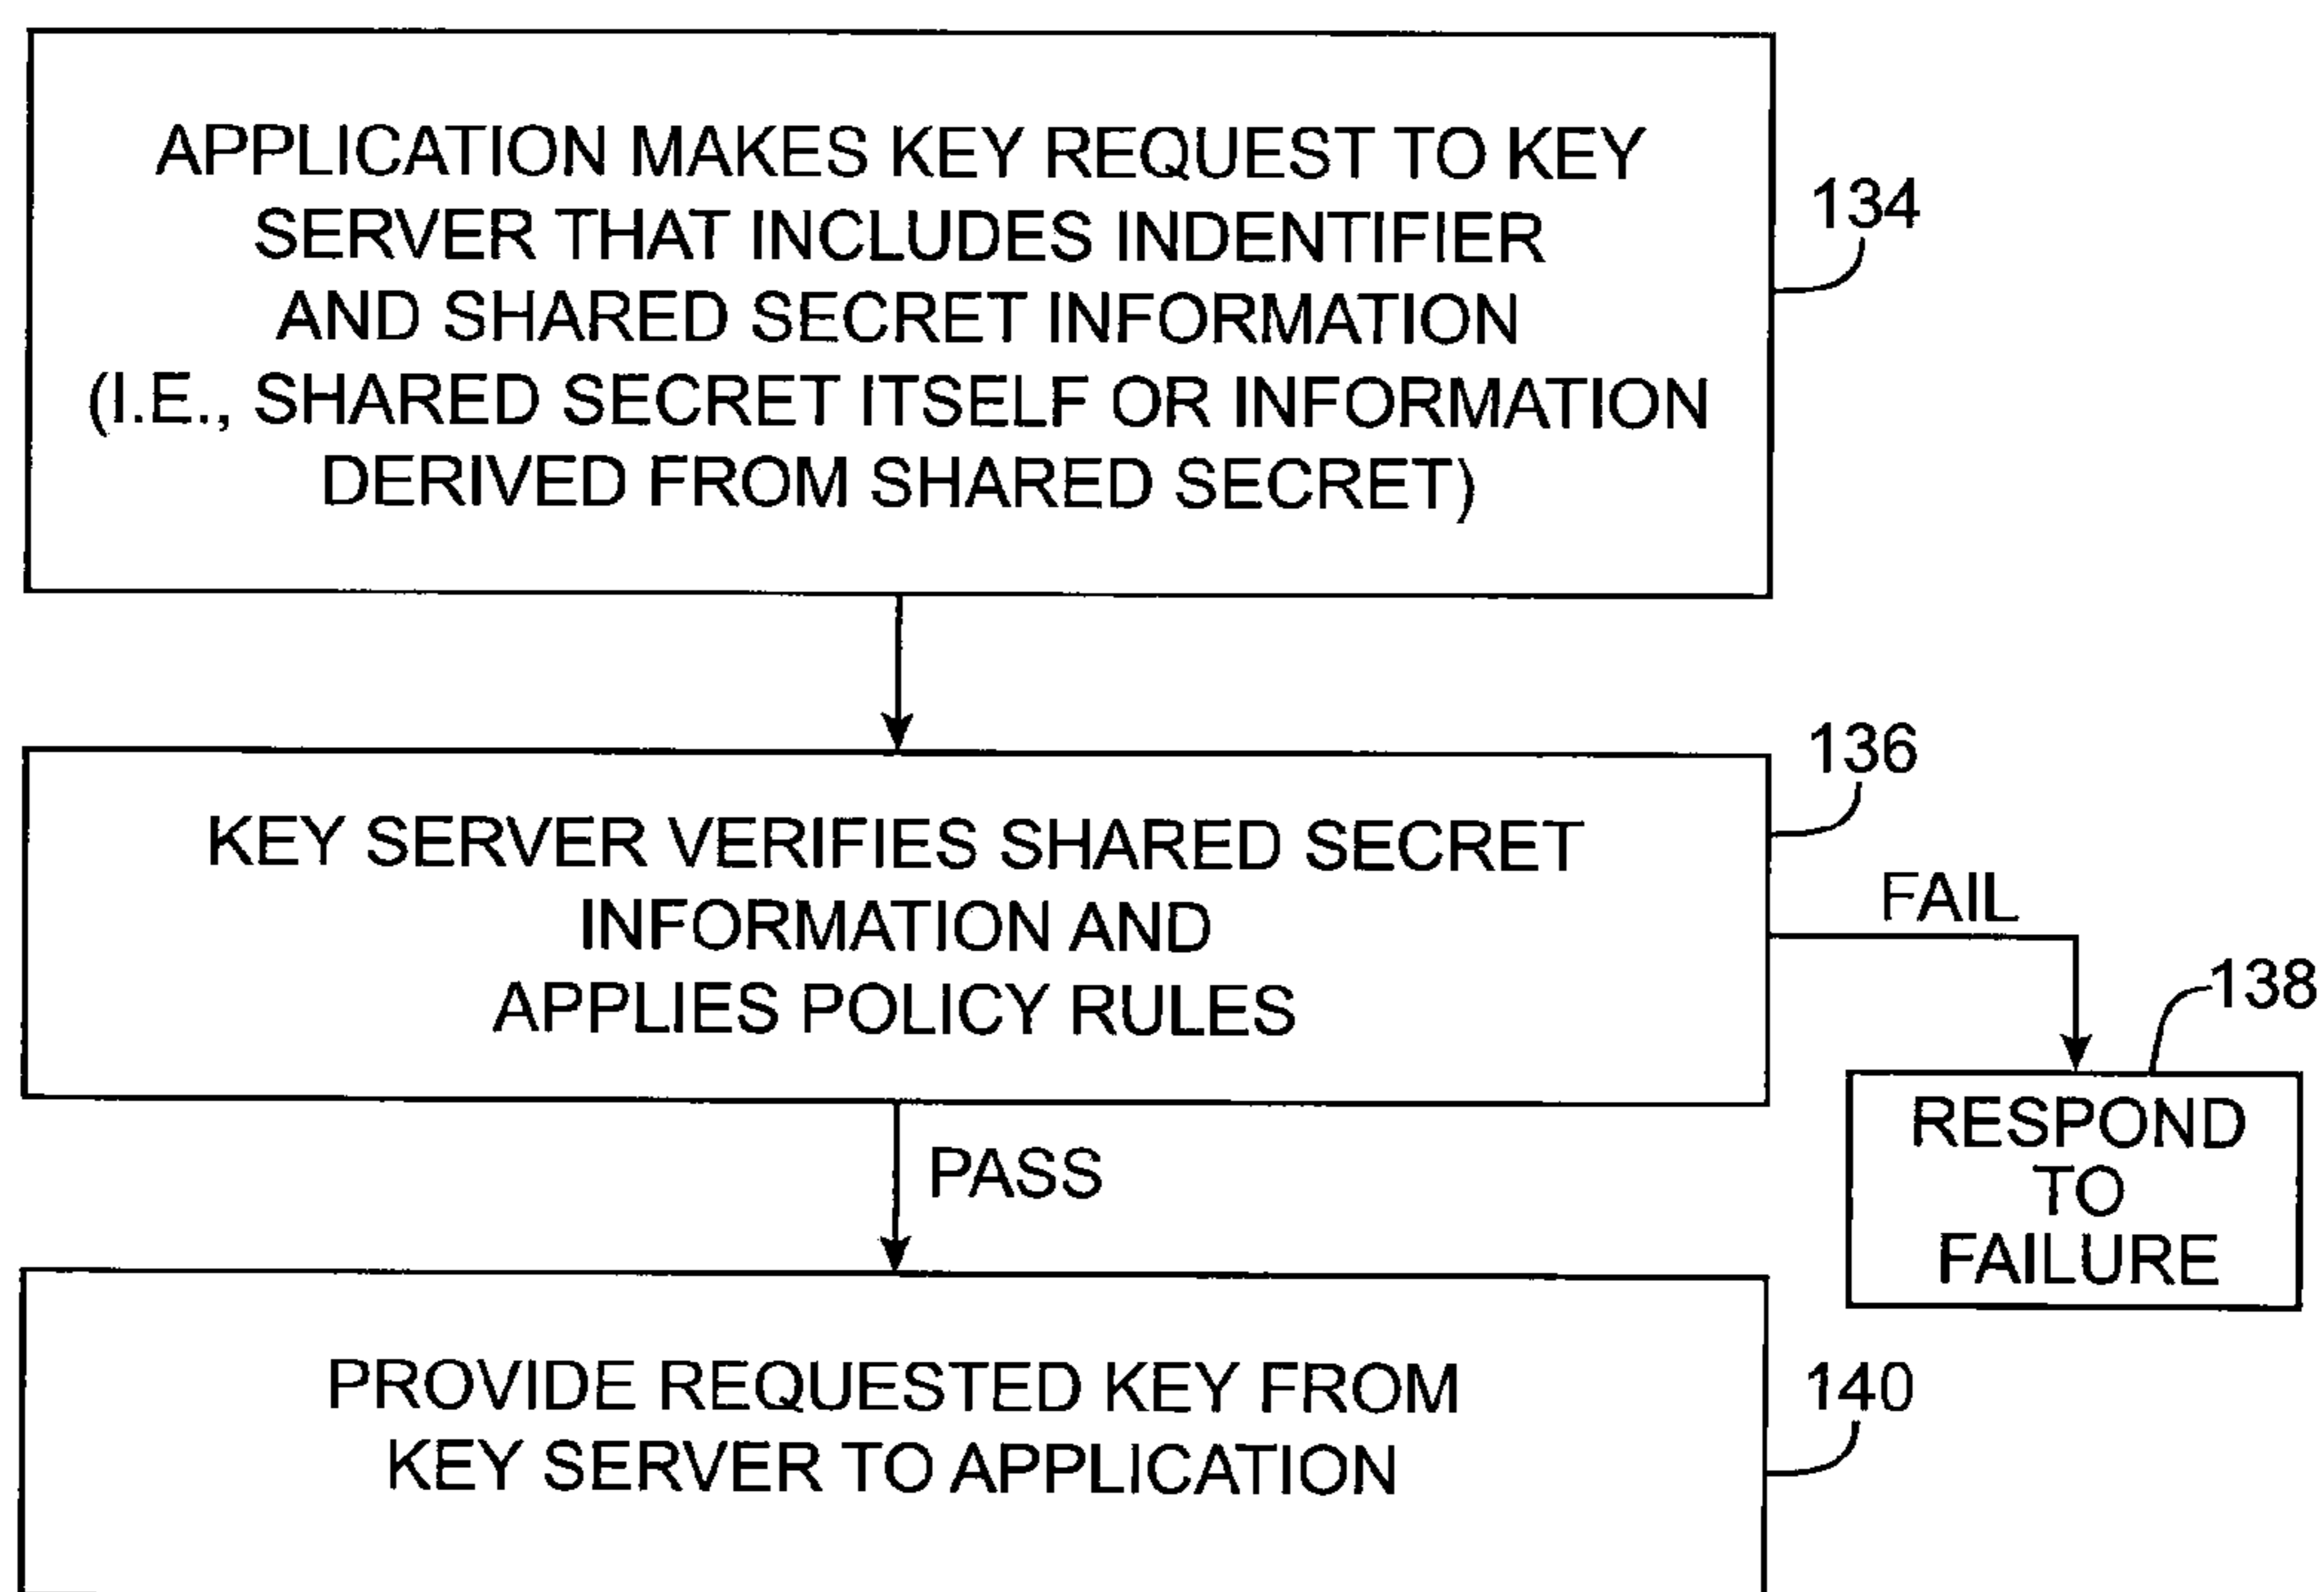 APPLICATION MAKES KEY REQUEST TO KEY
SERVER THAT INCLUDES INDENTIFIER
AND SHARED SECRET INFORMATION
(I.E., SHARED SECRET ITSELF OR INFORMATION
DERIVED FROM SHARED SECRET)
134
KEY SERVER VERIFIES SHARED SECRET
INFORMATION AND
APPLIES POLICY RULES
136
FAIL
138
RESPOND
TO
FAILURE
PASS
PROVIDE REQUESTED KEY FROM
KEY SERVER TO APPLICATION
140